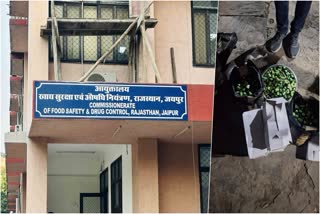 आयुक्तालय
खाद्य सुरक्षा एवं औषधि नियंत्रण, राजस्थान, जयपुर
COMMISSIONERATE
OF FOOD SAFETY & DRUG CONTROL, RAJASTHAN, JAIPUR